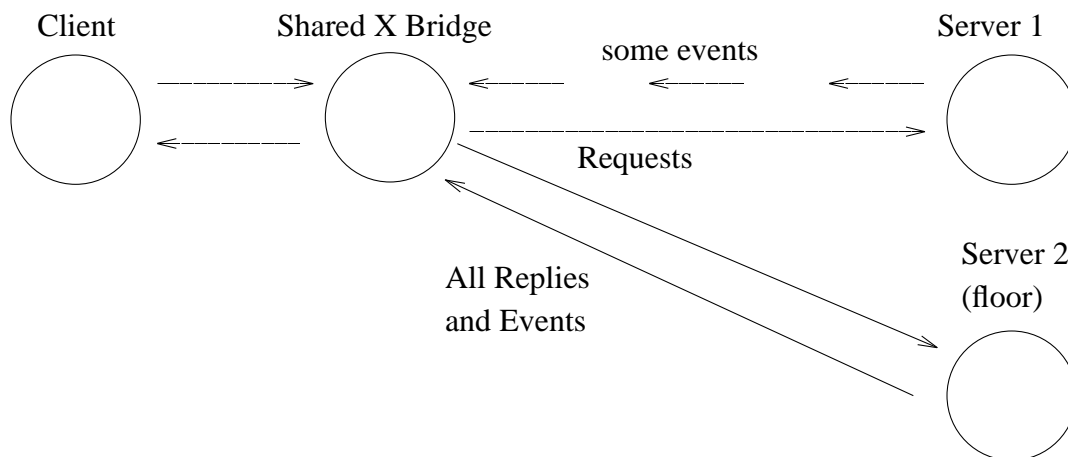 Client
Shared X Bridge
Server 1
some events
Requests
Server 2
(floor)
All Replies
and Events